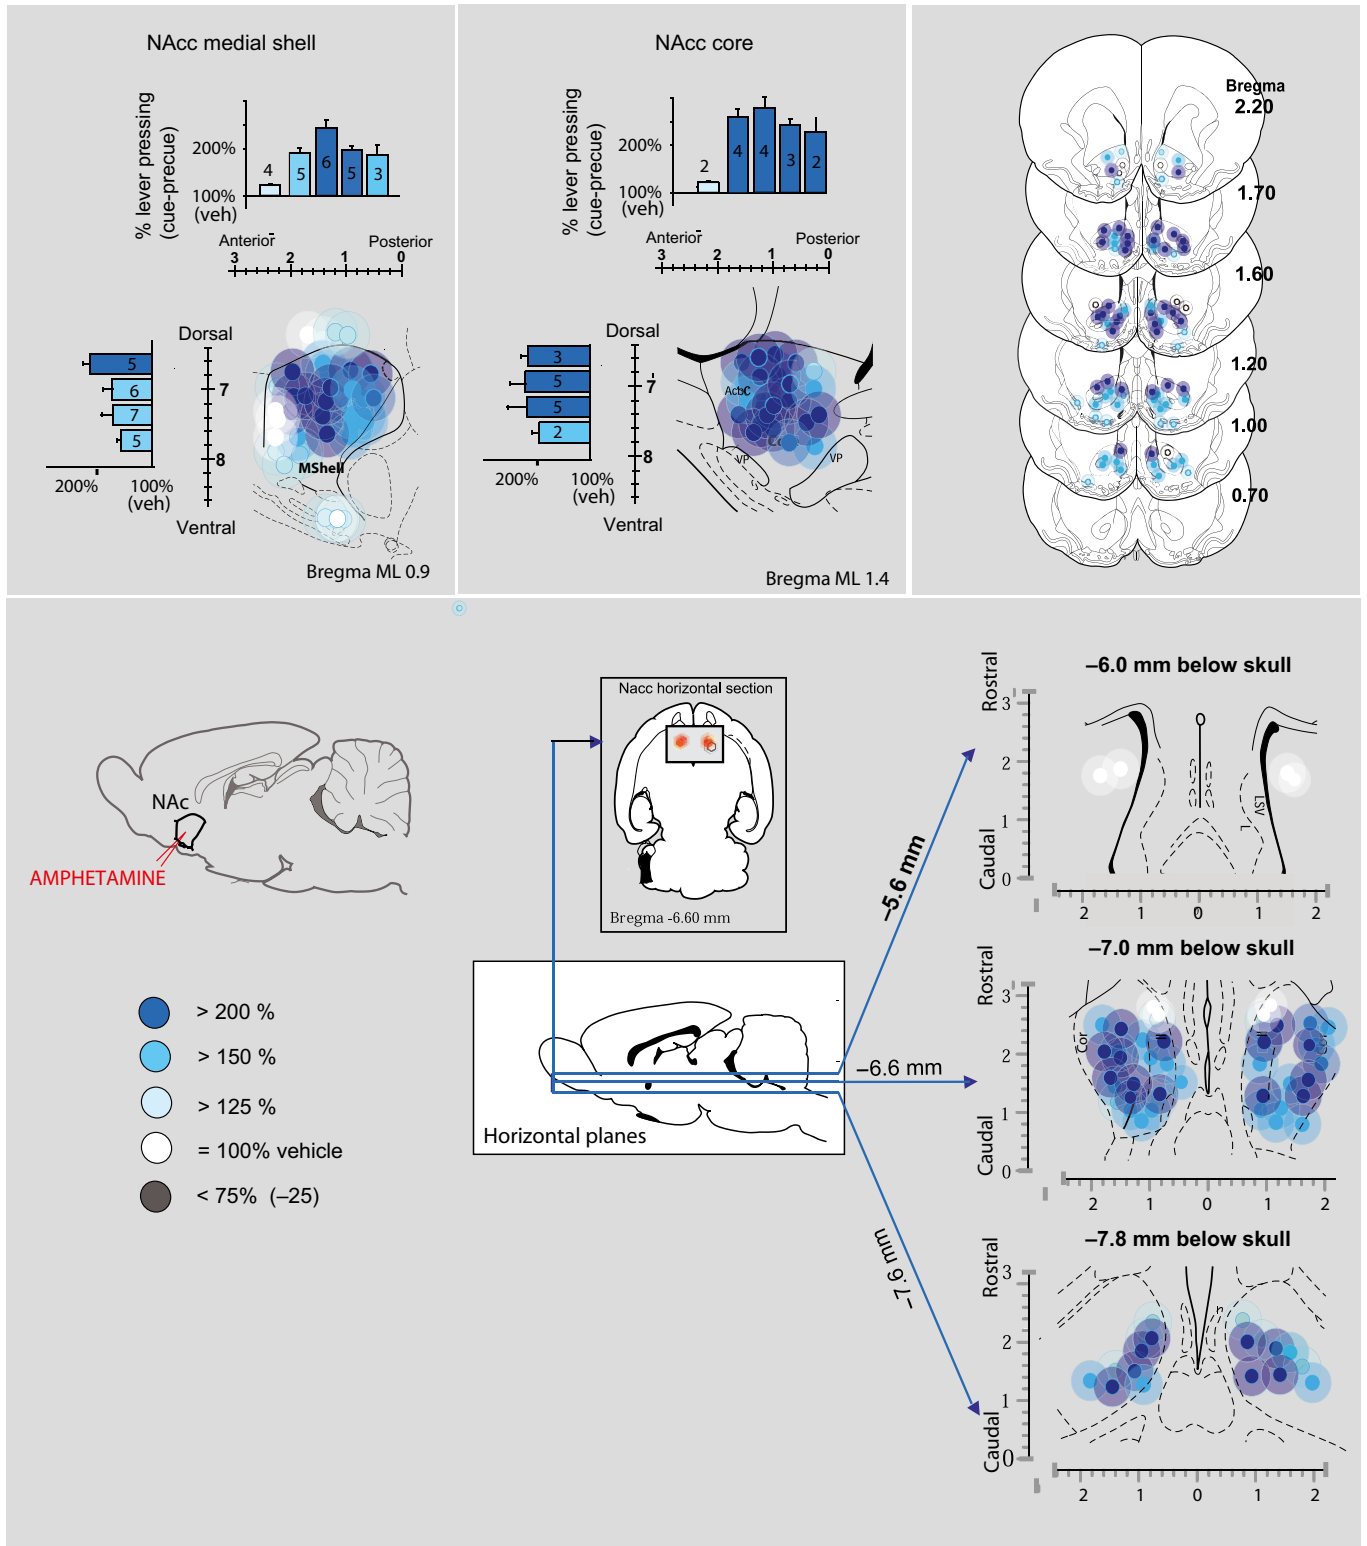 NAcc medial shell
% lever pressing
(cue-precue)
200%
100%
(veh)
4
5
6
5
3
Anterior
Posterior
3
2
1
0
Dorsal
7
8
Ventral
5
6
7
5
200%
100%
(veh)
MShell
Bregma ML 0.9
NAcc core
% lever pressing
(cue-precue)
200%
100%
(veh)
2
4
4
3
2
Anterior
Posterior
3
2
1
0
Dorsal
7
8
Ventral
3
5
5
2
200%
100%
(veh)
AcbC
VP
VP
Bregma ML 1.4
Bregma
2.20
1.70
1.60
1.20
1.00
0.70
NAc
AMPHETAMINE
> 200 %
> 150 %
> 125 %
= 100% vehicle
< 75% (–25)
Nacc horizontal section
Bregma -6.60 mm
Horizontal planes
–5.6 mm
–6.6 mm
–7.6 mm
–6.0 mm below skull
Rostral
Caudal
3
2
1
0
LSV
L
2
1
0
1
2
–7.0 mm below skull
Rostral
Caudal
3
2
1
0
Cor
2
1
0
1
2
–7.8 mm below skull
Rostral
Caudal
3
2
1
0
2
1
0
1
2